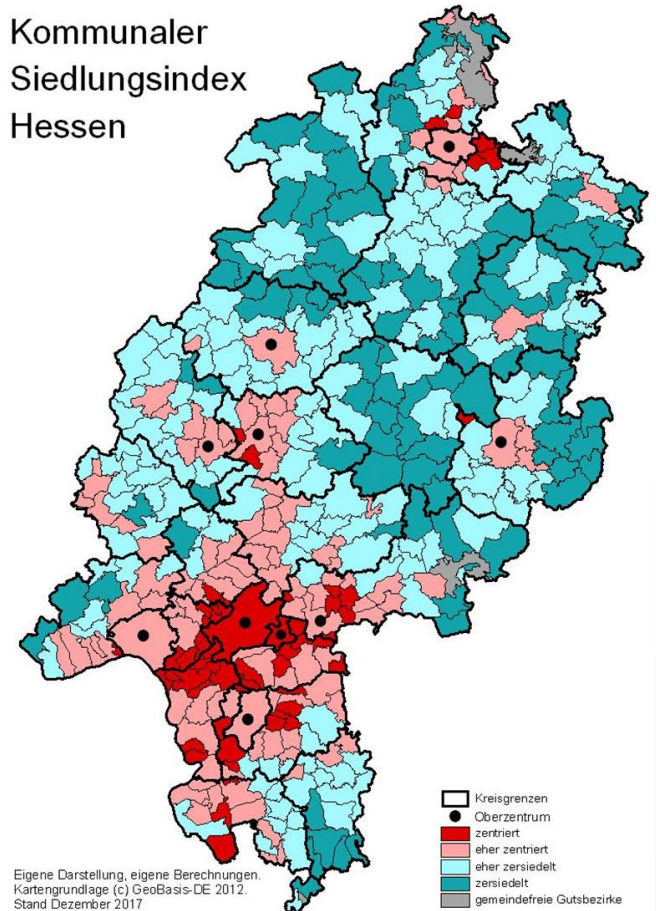 Kommunaler
Siedlungsindex
Hessen
Kreisgrenzen
Oberzentrum
zentriert
eher zentriert
eher zersiedelt
zersiedelt
gemeindefreie Gutsbezirke
Eigene Darstellung, eigene Berechnungen.
Kartengrundlage (c) GeoBasis-DE 2012.
Stand Dezember 2017